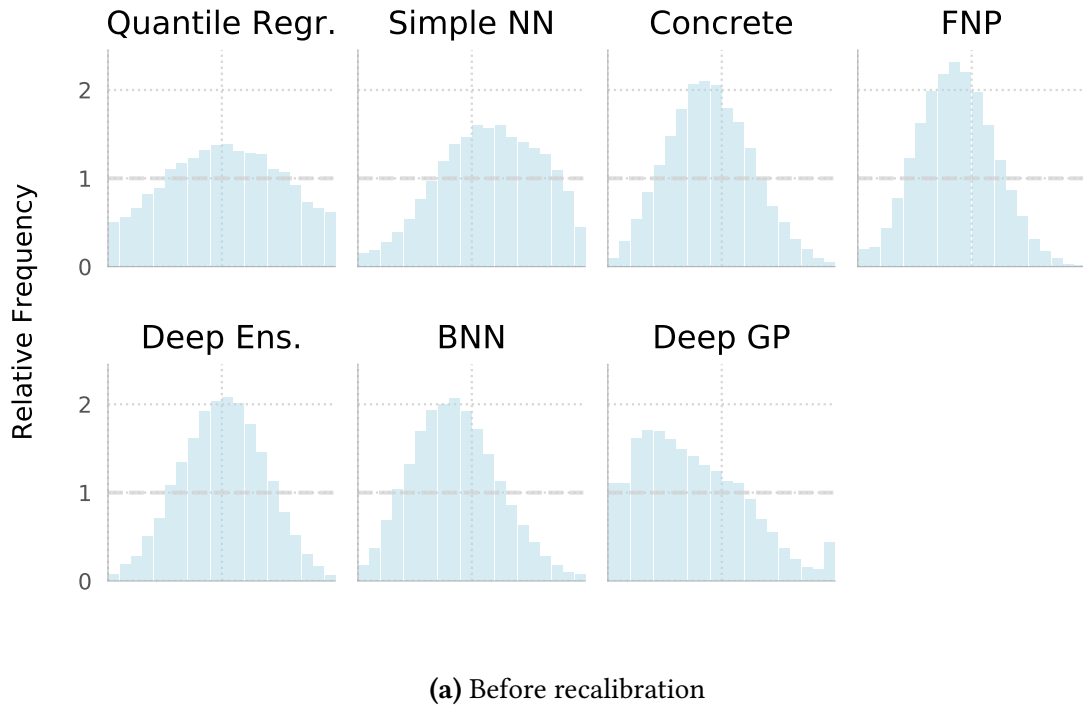 Quantile Regr.
Simple NN
Concrete
FNP
2
1
0
Relative Frequency
Deep Ens.
BNN
Deep GP
2
1
0
(a) Before recalibration